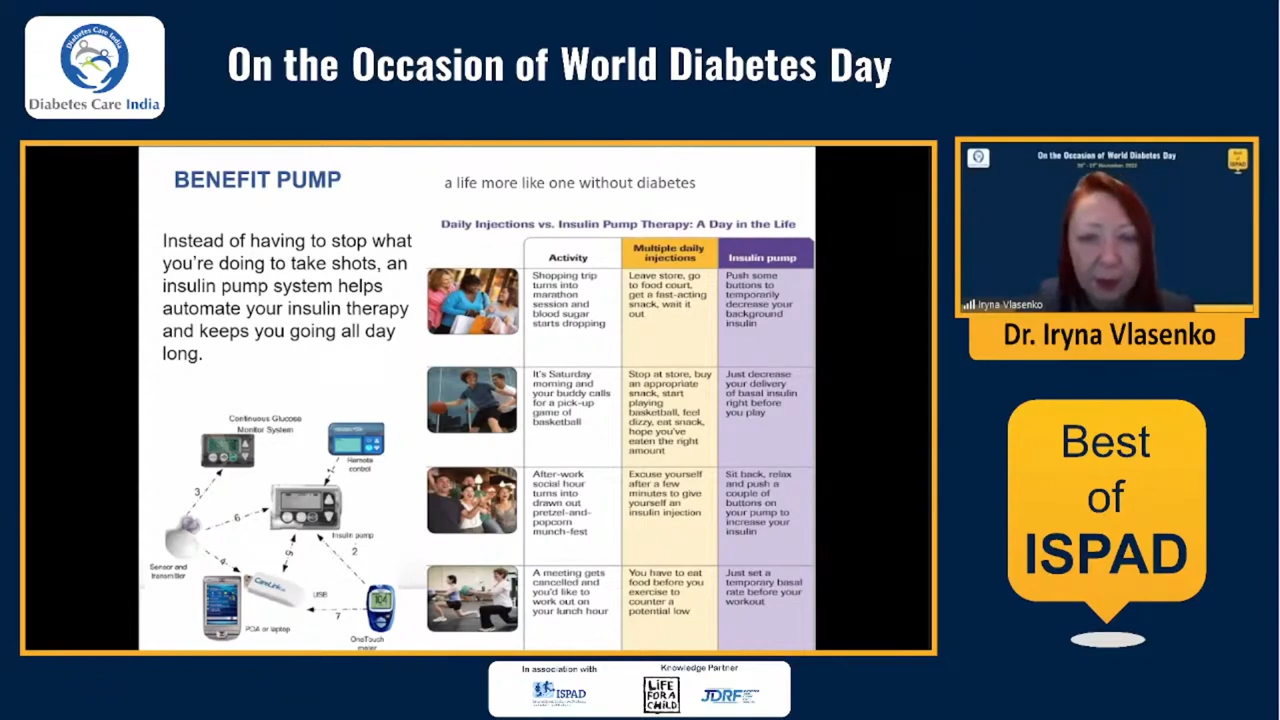 Diabetes Care India
Diabetes Care India
On the Occasion of World Diabetes Day
BENEFIT PUMP
a life more like one without diabetes
Instead of having to stop what
you're doing to take shots, an
insulin pump system helps
automate your insulin therapy
and keeps you going all day
long.
Daily Injections vs. Insulin Pump Therapy: A Day in the Life
Activity
Multiple daily
injections
Insulin pump
Shopping trip
turns into
marathon
session and
blood sugar
starts dropping
Leave store, go
to food court,
get a fast-acting
snack, wait it
out
Push some
buttons to
temporarily
decrease your
background
insulin
It's Saturday
morning and
your buddy calls
for a pick-up
game of
basketball
Stop at store, buy
an appropriate
snack, start
playing
basketball, feel
dizzy, eat snack,
hope you've
eaten the right
amount
Just decrease
your delivery
of basal insulin
right before
you play
After-work
social hour
turns into
drawn out
pretzel-and-
popcorn
munch-fest
Excuse yourself
after a few
minutes to give
yourself an
insulin injection
Sit back, relax
and push a
couple of
buttons on
your pump to
increase your
insulin
A meeting gets
cancelled and
you'd like to
work out on
your lunch hour
You have to eat
food before you
exercise to
counter a
potential low
Just set a
temporary basal
rate before your
workout
Continuous Glucose
Monitor System
Remote
control
3
6
Insulin pump
2
5
4
Sensor and
transmitter
CareLink
USB
7
PDA or laptop
OneTouch
meter
On the Occasion of World Diabetes Day
Best
of
ISPAD
Iryna Vlasenko
Dr. Iryna Vlasenko
Best
of
ISPAD
In association with
ISPAD
Knowledge Partner
LIFE
FOR A
CHILD
JDRF